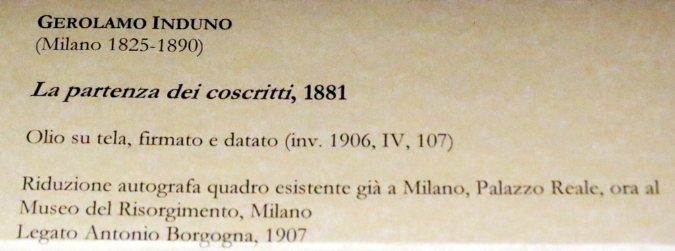 GEROLAMO INDUNO
(Milano 1825-1890)
La partenza dei coscritti, 1881
Olio su tela, firmato e datato (inv. 1906, IV, 107)
Riduzione autografa quadro esistente già a Milano, Palazzo Reale, ora al
Museo del Risorgimento, Milano
Legato Antonio Borgogna, 1907